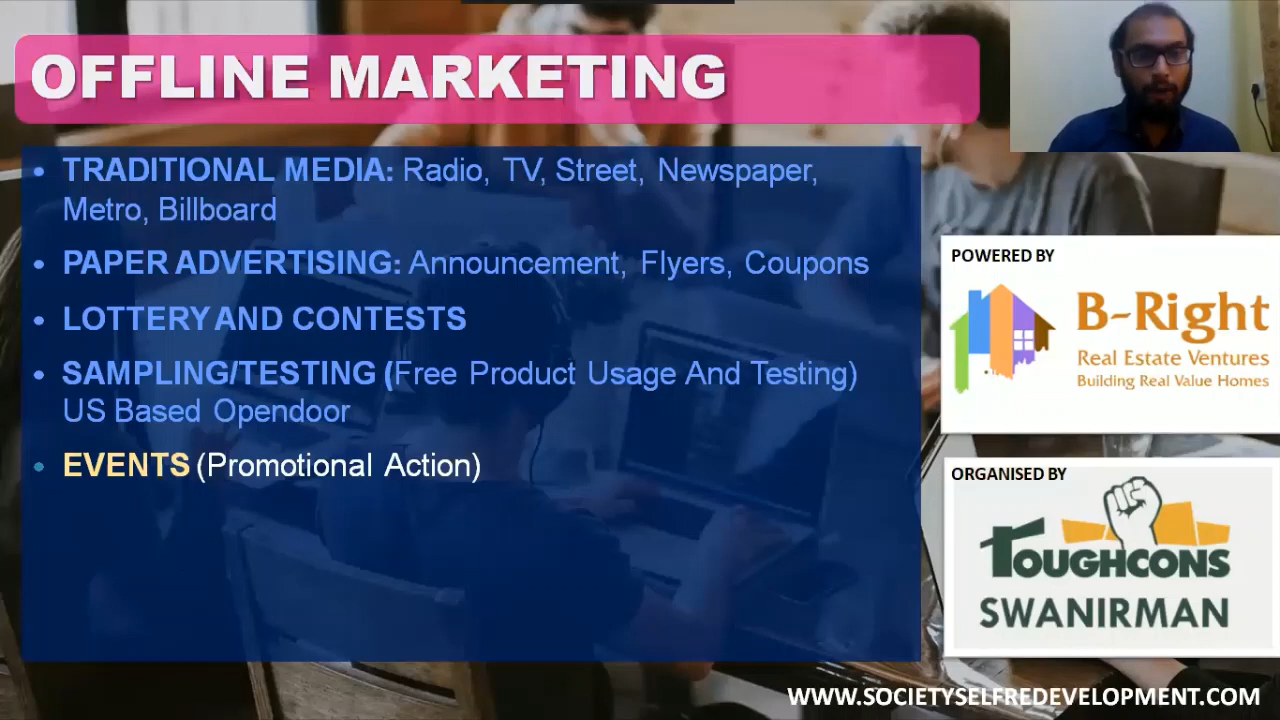 OFFLINE MARKETING
• TRADITIONAL MEDIA: Radio, TV, Street, Newspaper,
Metro, Billboard
• PAPER ADVERTISING: Announcement, Flyers, Coupons
• LOTTERY AND CONTESTS
• SAMPLING/TESTING (Free Product Usage And Testing)
US Based Opendoor
• EVENTS (Promotional Action)
POWERED BY
B-Right
Real Estate Ventures
Building Real Value Homes
ORGANISED BY
TOUGHCONS
SWANIRMAN
WWW.SOCIETYSELFREDEVELOPMENT.COM